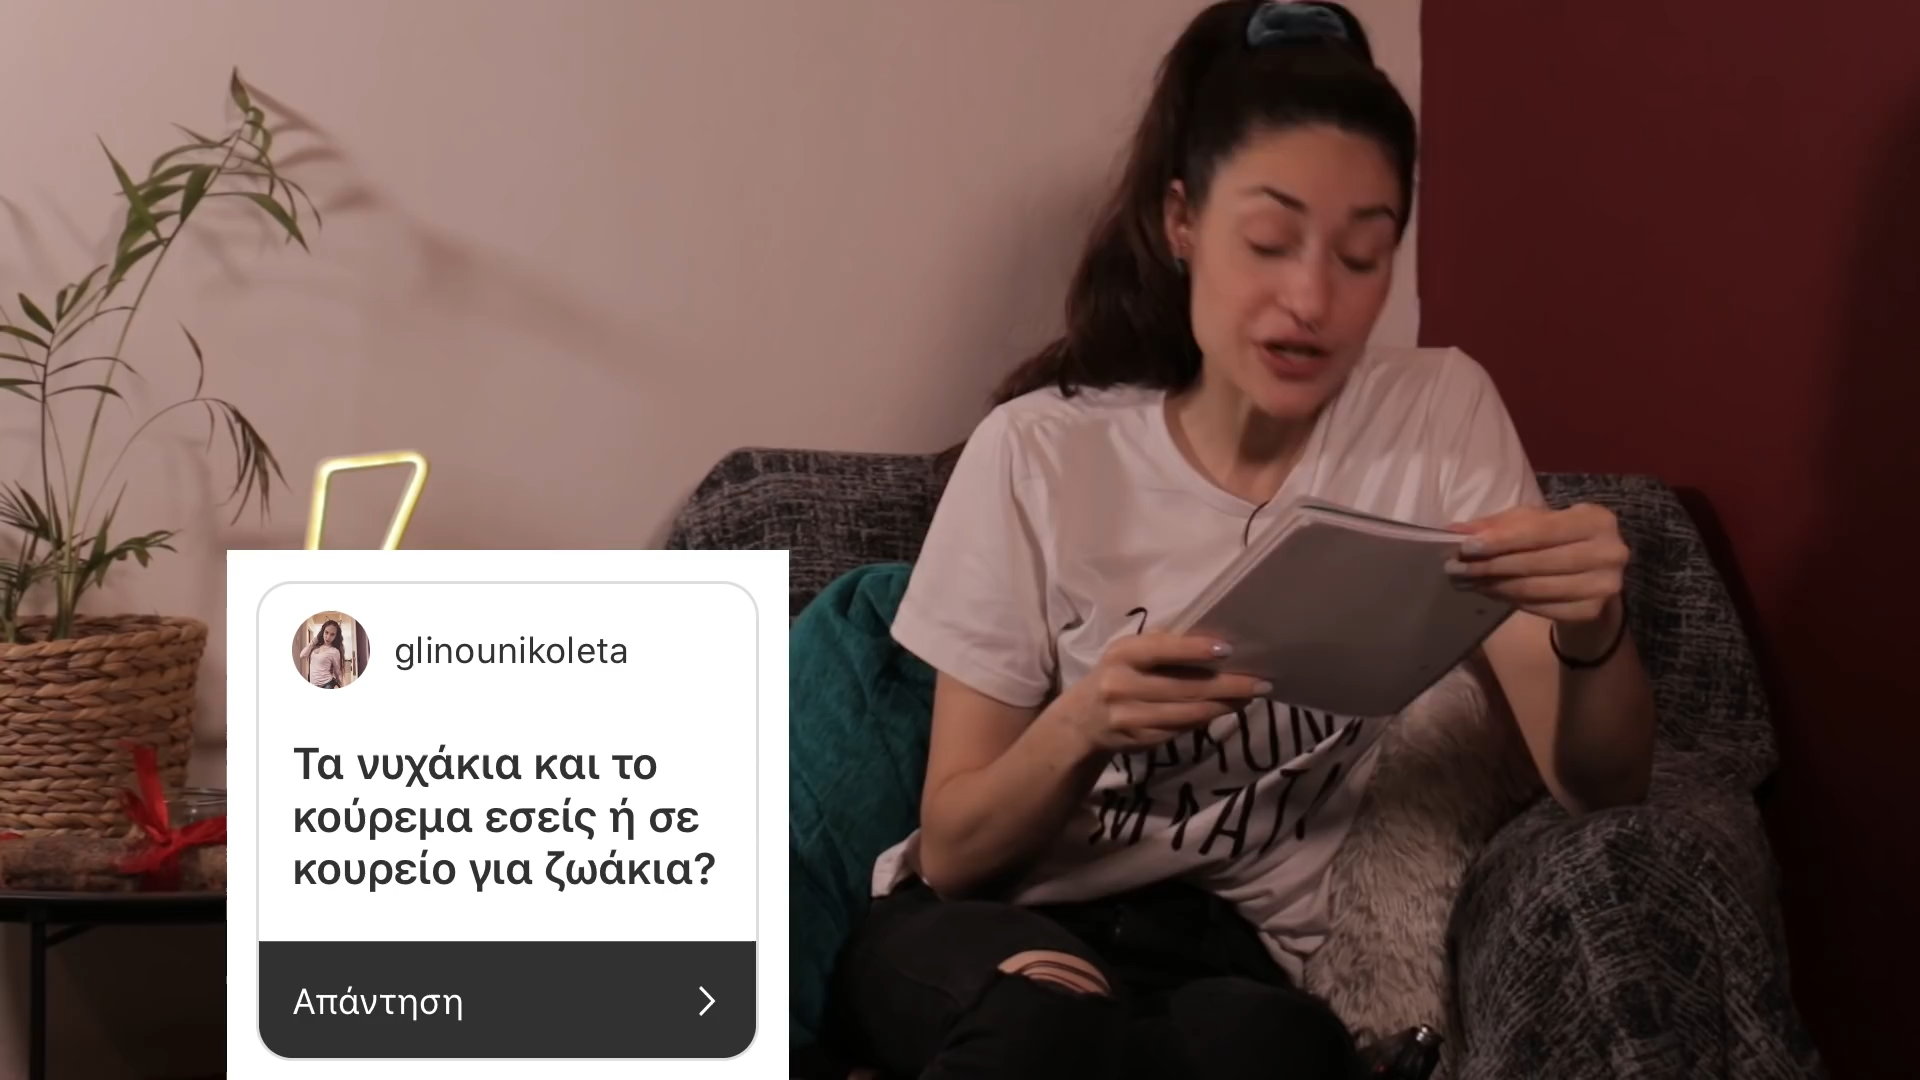 glinounikoleta
Τα νυχάκια και το
κούρεμα εσείς ή σε
κουρείο για ζωάκια?
Απάντηση